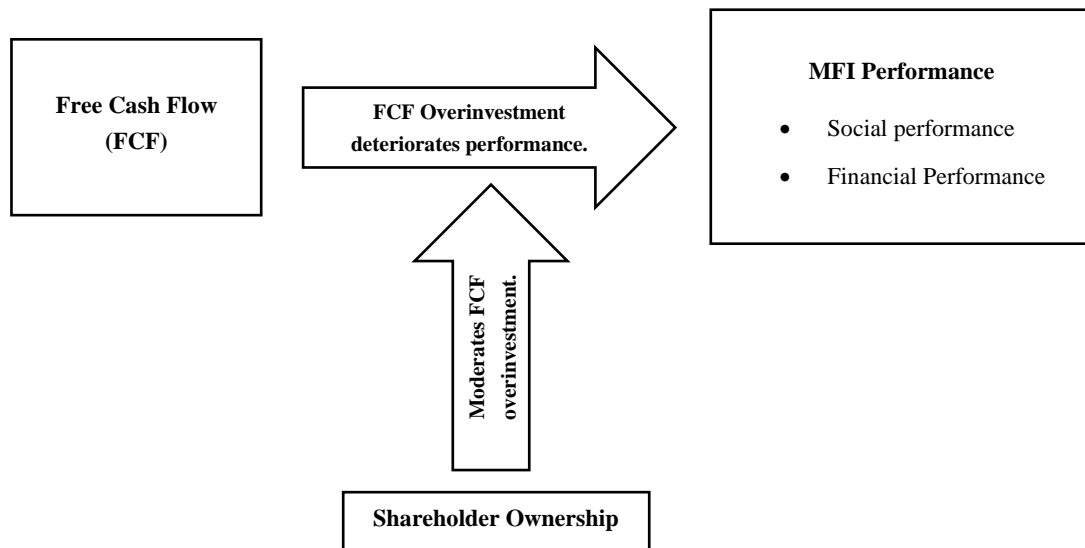 Free Cash Flow
(FCF)
FCF Overinvestment
deteriorates performance.
MFI Performance
• Social performance
• Financial Performance
Moderates FCF
overinvestment.
Shareholder Ownership